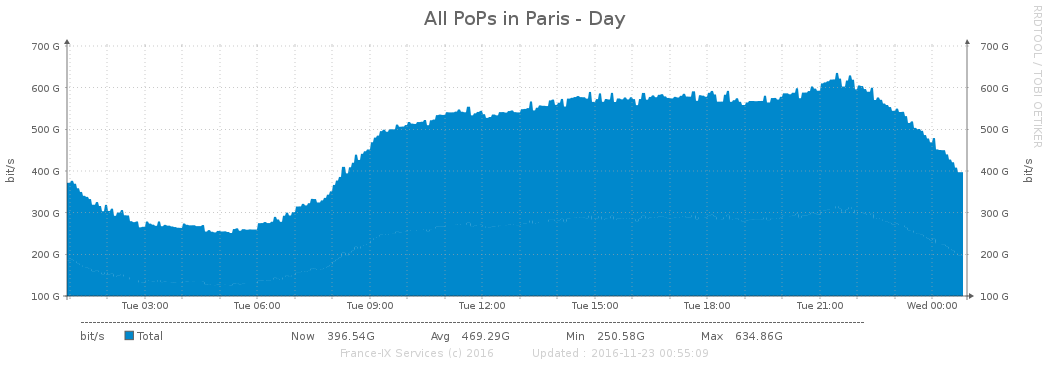 All PoPs in Paris - Day
RRDTOOL / TOBI OETIKER
700 G 700 G
600 G 600 G
500 G 500 G
400 G 400 G
300 G 300 G
200 G 200 G
100 G 100 G
bit/s bit/s
Tue 03:00 Tue 06:00 Tue 09:00 Tue 12:00 Tue 15:00 Tue 18:00 Tue 21:00 Wed 00:00
bit/s Total Now 396.54G Avg 469.29G Min 250.58G Max 634.86G
France-IX Services (c) 2016 Updated : 2016-11-23 00:55:09